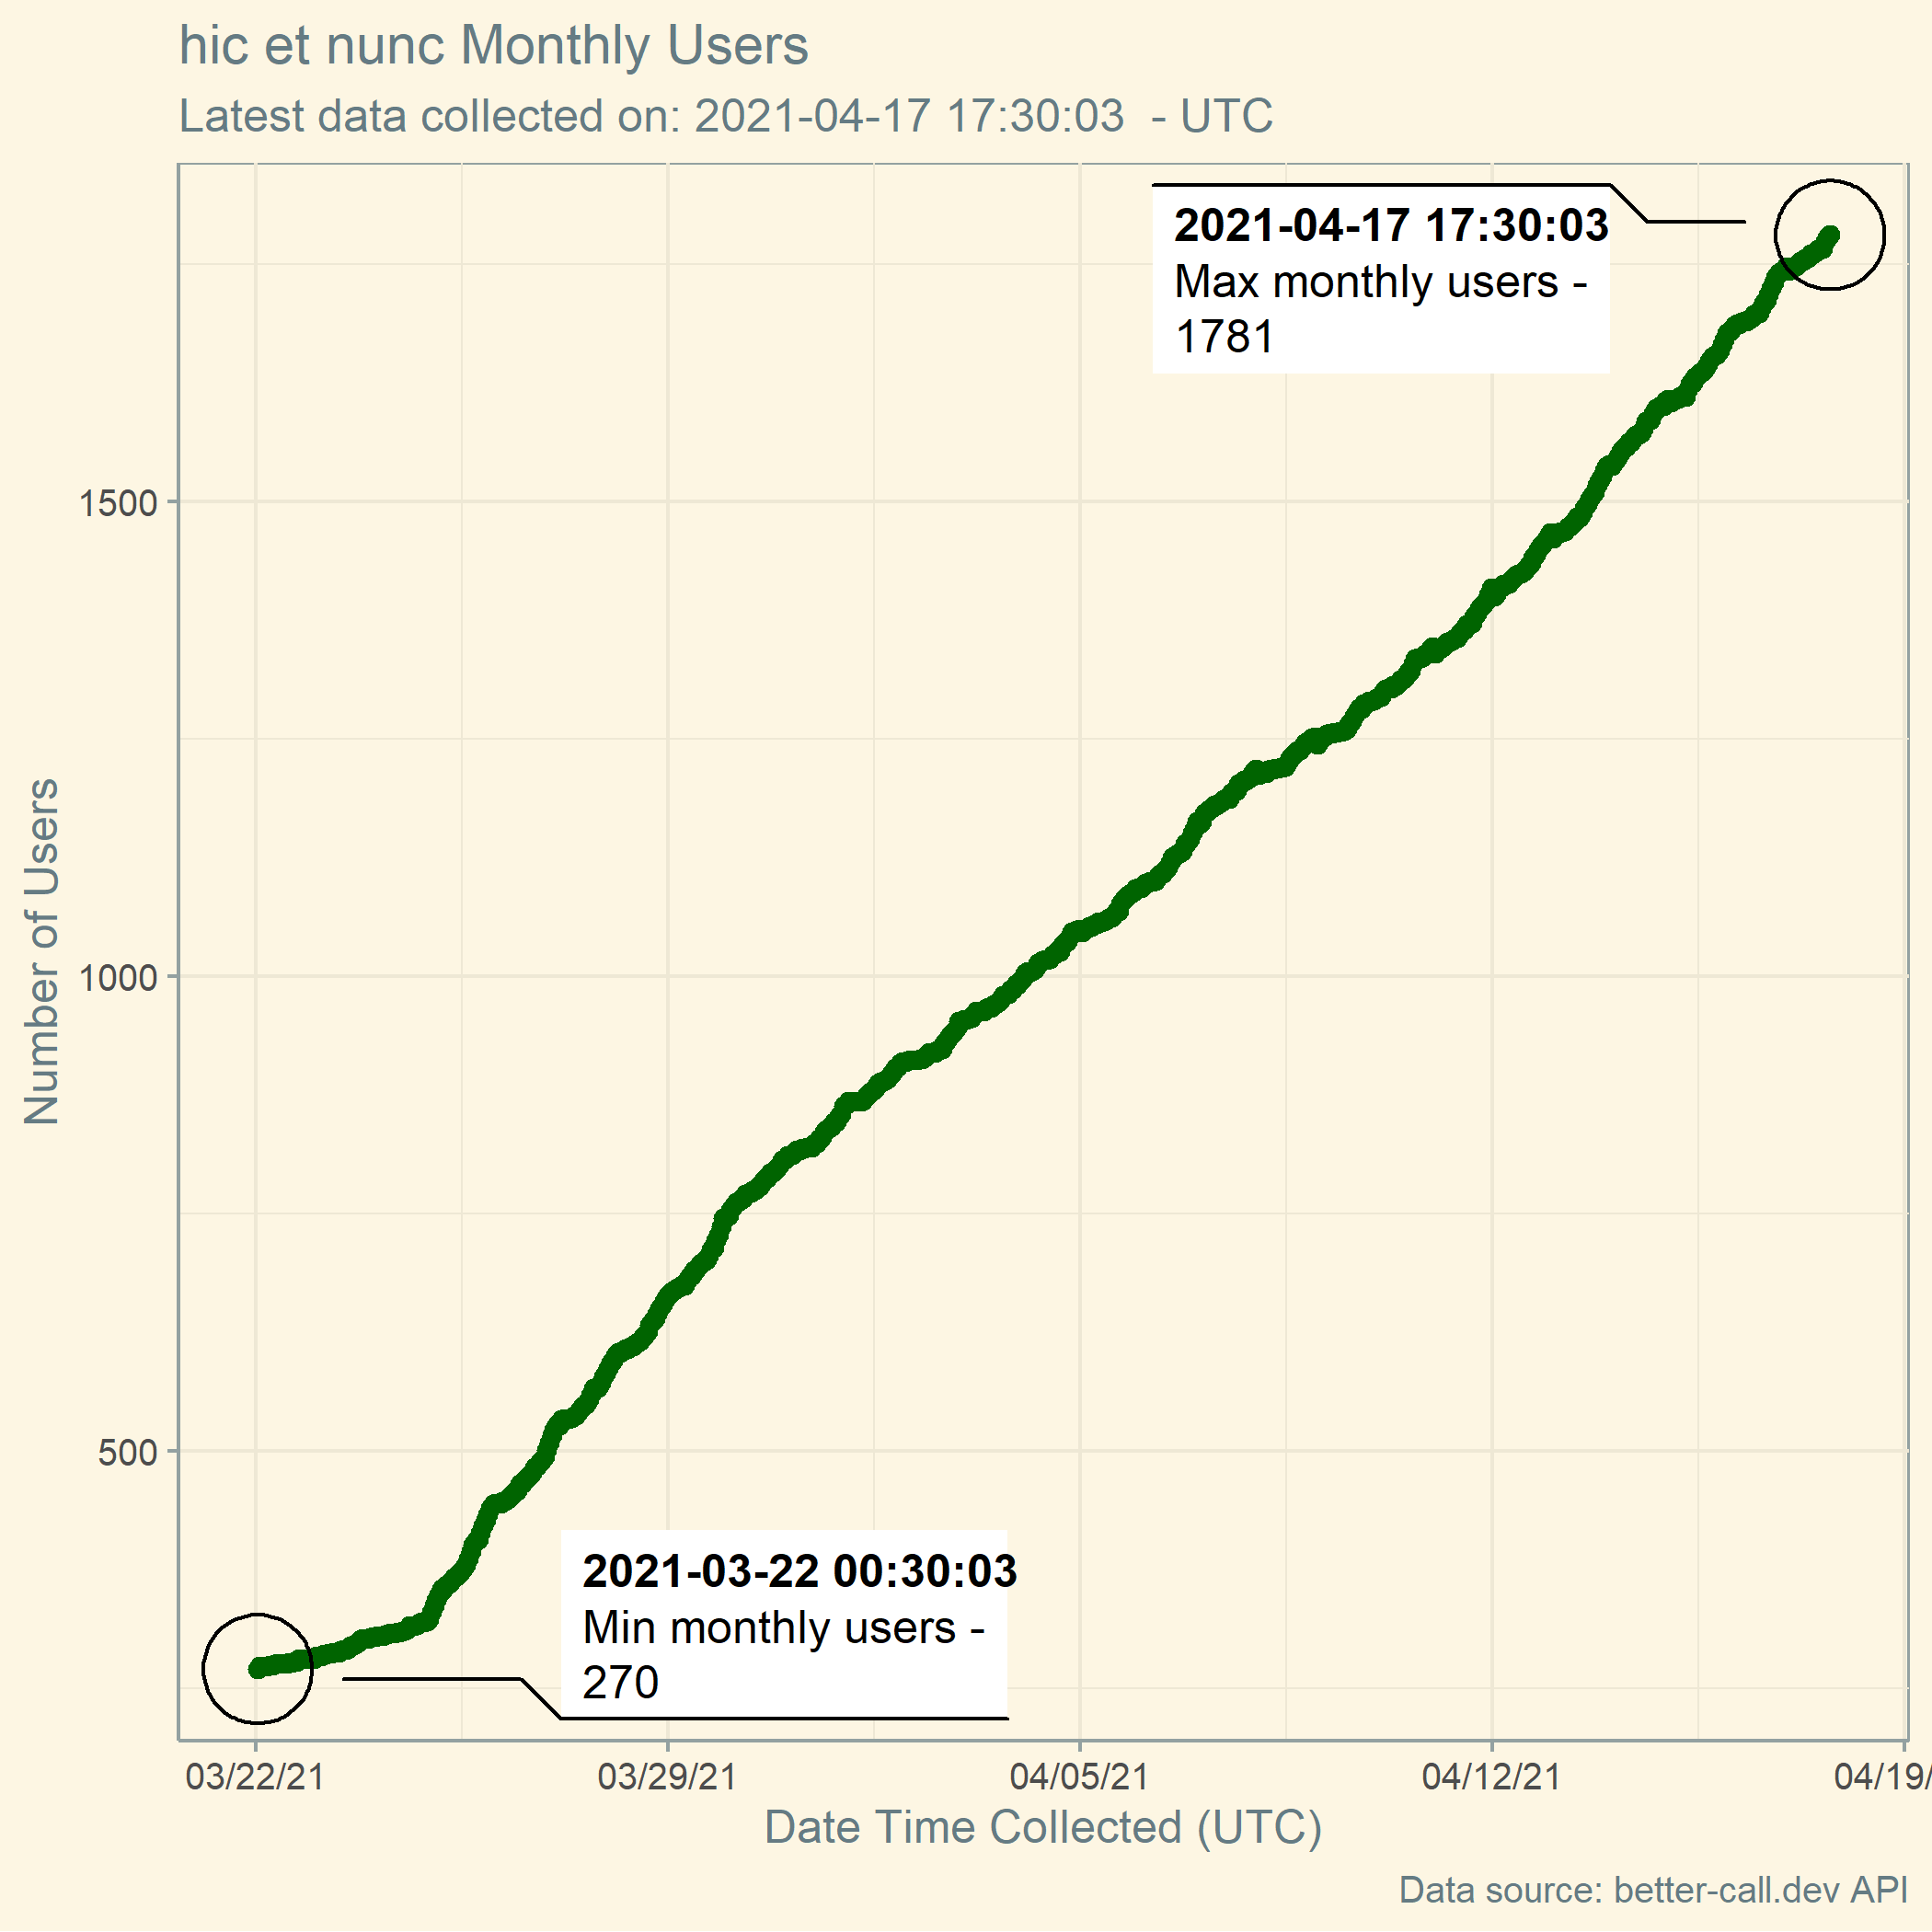 hic et nunc Monthly Users
Latest data collected on: 2021-04-17 17:30:03  - UTC
2021-04-17 17:30:03
Max monthly users -
1781
1500
1000
500
Number of Users
2021-03-22 00:30:03
Min monthly users -
270
03/22/21
03/29/21
04/05/21
04/12/21
04/19/
Date Time Collected (UTC)
Data source: better-call.dev API